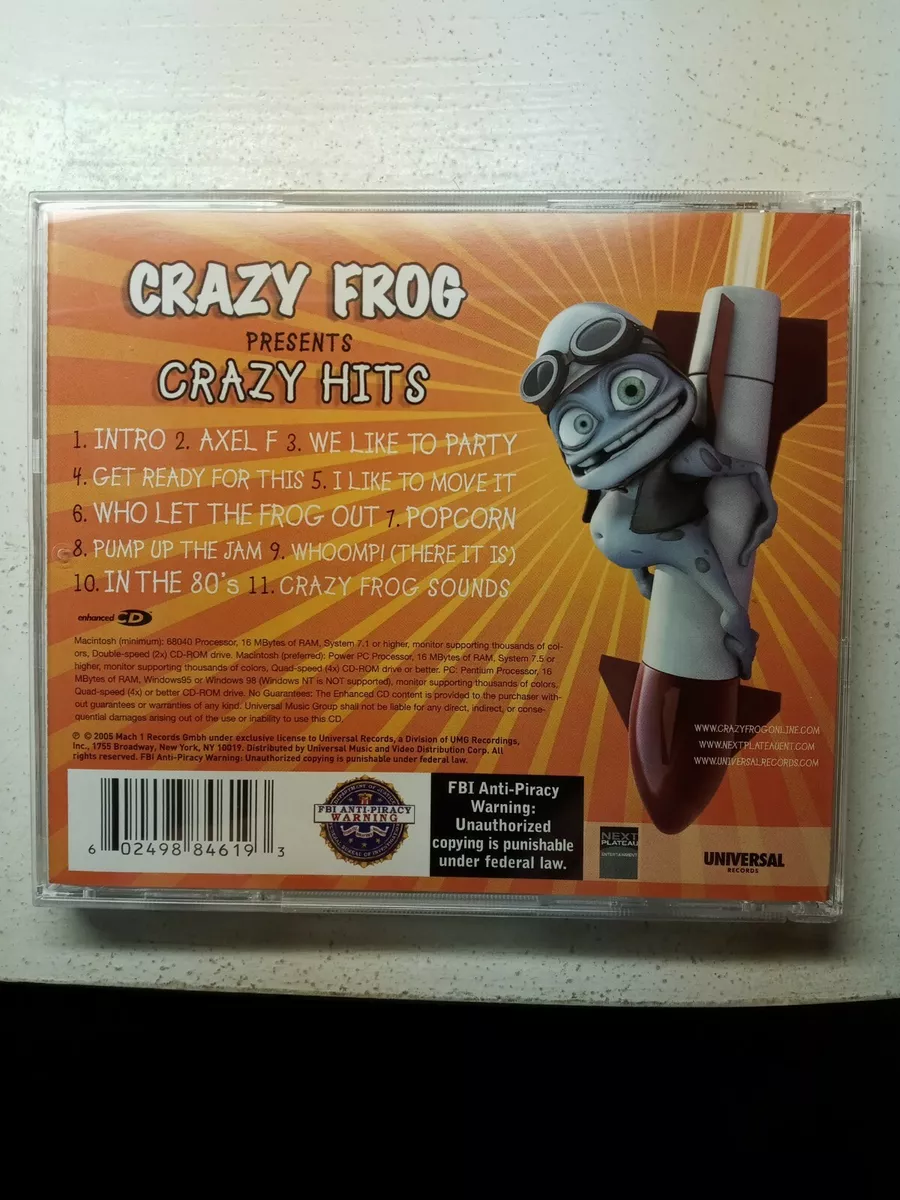 CRAZY FROG
PRESENTS
CRAZY HITS
1. INTRO 2. AXEL F 3. WE LIKE TO PARTY
4. GET READY FOR THIS 5. I LIKE TO MOVE IT
6. WHO LET THE FROG OUT 7. POPCORN
8. PUMP UP THE JAM 9. WHOOMP! (THERE IT IS)
10. IN THE 80's 11. CRAZY FROG SOUNDS
enhanced CD
Macintosh (minimum): 68040 Processor, 16 MBytes of RAM, System 7.1 or higher, monitor supporting thousands of col-
ors, Double-speed (2x) CD-ROM drive. Macintosh (preferred): Power PC Processor, 16 MBytes of RAM, System 7.5 or
higher, monitor supporting thousands of colors, Quad-speed (4x) CD-ROM drive or better. PC: Pentium Processor, 16
MBytes of RAM, Windows95 or Windows 98 (Windows NT is NOT supported), monitor supporting thousands of colors,
Quad-speed (4x) or better CD-ROM drive. No Guarantees: The Enhanced CD content is provided to the purchaser with-
out guarantees or warranties of any kind. Universal Music Group shall not be liable for any direct, indirect, or conse-
quential damages arising out of the use or inability to use this CD.
℗ © 2005 Mach 1 Records Gmbh under exclusive license to Universal Records, a Division of UMG Recordings,
Inc., 1755 Broadway, New York, NY 10019. Distributed by Universal Music and Video Distribution Corp. All
rights reserved. FBI Anti-Piracy Warning: Unauthorized copying is punishable under federal law.
WWW.CRAZYFROGONLINE.COM
WWW.NEXTPLATEAUENT.COM
WWW.UNIVERSALRECORDS.COM
6 02498 84619 3
FBI ANTI-PIRACY
WARNING
FBI Anti-Piracy
Warning:
Unauthorized
copying is punishable
under federal law.
NEXT
PLATEAU
ENTERTAINMENT
UNIVERSAL
RECORDS